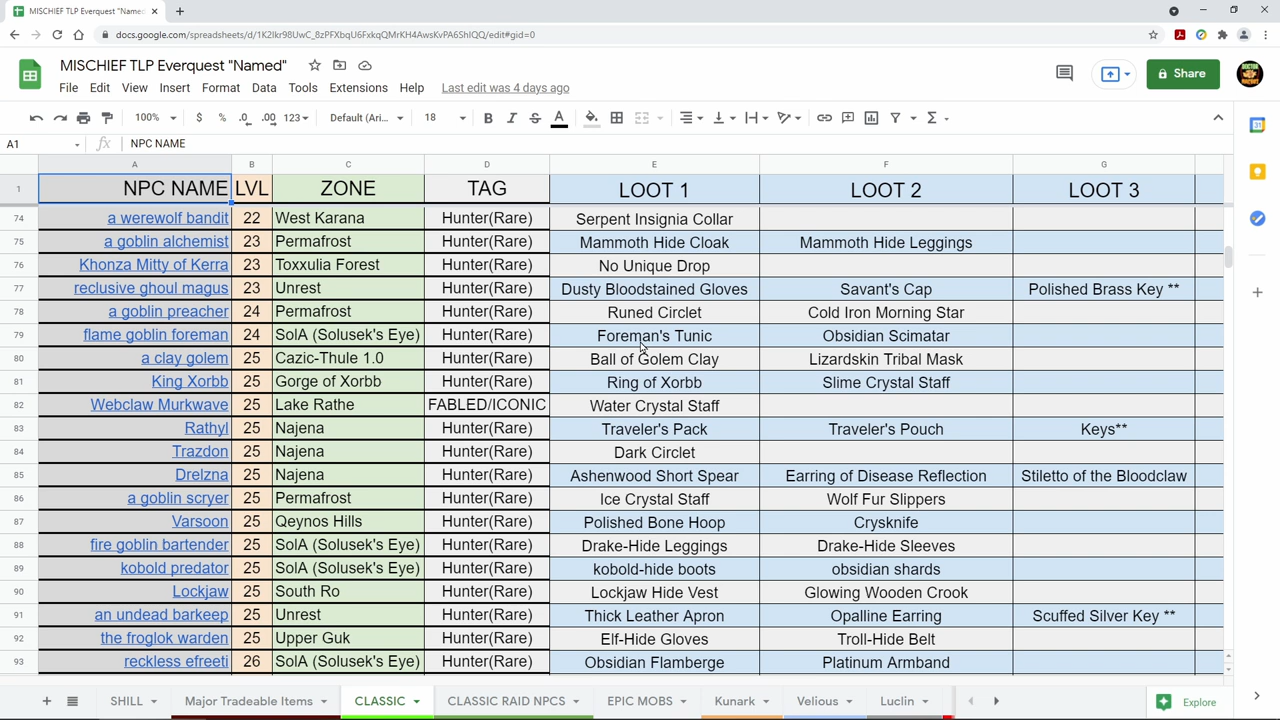 MISCHIEF TLP Everquest "Named"
docs.google.com/spreadsheets/d/1K2Ikr98UwC_8zPFXbqU6FxkqQMrKH4AwsKvPA6ShIQQ/edit#gid=0
MISCHIEF TLP Everquest "Named"
Share
File Edit View Insert Format Data Tools Extensions Help Last edit was 4 days ago
100% $ % .0 .00 123 Default (Ari... 18 B I S A
A1 fx NPC NAME
A B C D E F G
1 NPC NAME LVL ZONE TAG LOOT 1 LOOT 2 LOOT 3
74 a werewolf bandit 22 West Karana Hunter(Rare) Serpent Insignia Collar
75 a goblin alchemist 23 Permafrost Hunter(Rare) Mammoth Hide Cloak Mammoth Hide Leggings
76 Khonza Mitty of Kerra 23 Toxxulia Forest Hunter(Rare) No Unique Drop
77 reclusive ghoul magus 23 Unrest Hunter(Rare) Dusty Bloodstained Gloves Savant's Cap Polished Brass Key **
78 a goblin preacher 24 Permafrost Hunter(Rare) Runed Circlet Cold Iron Morning Star
79 flame goblin foreman 24 SolA (Solusek's Eye) Hunter(Rare) Foreman's Tunic Obsidian Scimatar
80 a clay golem 25 Cazic-Thule 1.0 Hunter(Rare) Ball of Golem Clay Lizardskin Tribal Mask
81 King Xorbb 25 Gorge of Xorbb Hunter(Rare) Ring of Xorbb Slime Crystal Staff
82 Webclaw Murkwave 25 Lake Rathe FABLED/ICONIC Water Crystal Staff
83 Rathyl 25 Najena Hunter(Rare) Traveler's Pack Traveler's Pouch Keys**
84 Trazdon 25 Najena Hunter(Rare) Dark Circlet
85 Drelzna 25 Najena Hunter(Rare) Ashenwood Short Spear Earring of Disease Reflection Stiletto of the Bloodclaw
86 a goblin scryer 25 Permafrost Hunter(Rare) Ice Crystal Staff Wolf Fur Slippers
87 Varsoon 25 Qeynos Hills Hunter(Rare) Polished Bone Hoop Crysknife
88 fire goblin bartender 25 SolA (Solusek's Eye) Hunter(Rare) Drake-Hide Leggings Drake-Hide Sleeves
89 kobold predator 25 SolA (Solusek's Eye) Hunter(Rare) kobold-hide boots obsidian shards
90 Lockjaw 25 South Ro Hunter(Rare) Lockjaw Hide Vest Glowing Wooden Crook
91 an undead barkeep 25 Unrest Hunter(Rare) Thick Leather Apron Opalline Earring Scuffed Silver Key **
92 the froglok warden 25 Upper Guk Hunter(Rare) Elf-Hide Gloves Troll-Hide Belt
93 reckless efreeti 26 SolA (Solusek's Eye) Hunter(Rare) Obsidian Flamberge Platinum Armband
SHILL Major Tradeable Items CLASSIC CLASSIC RAID NPCS EPIC MOBS Kunark Velious Luclin Explore